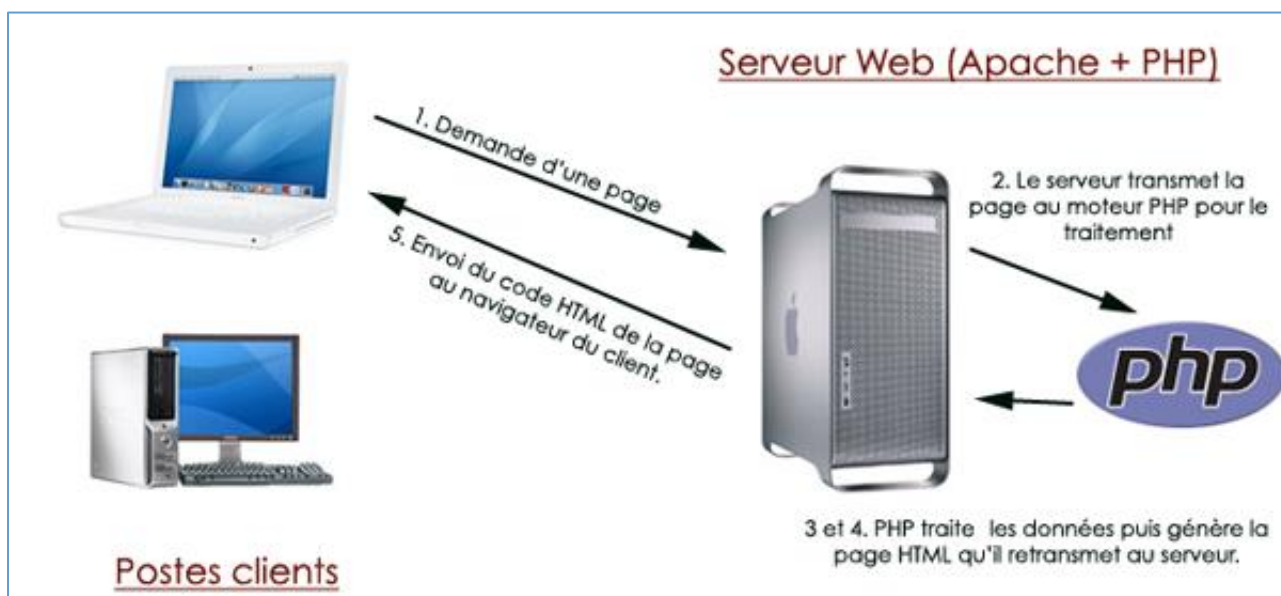 Serveur Web (Apache + PHP)
1. Demande d'une page
2. Le serveur transmet la
page au moteur PHP pour le
traitement
5. Envoi du code HTML de la page
au navigateur du client.
php
3 et 4. PHP traite les données puis génère la
page HTML qu'il retransmet au serveur.
Postes clients